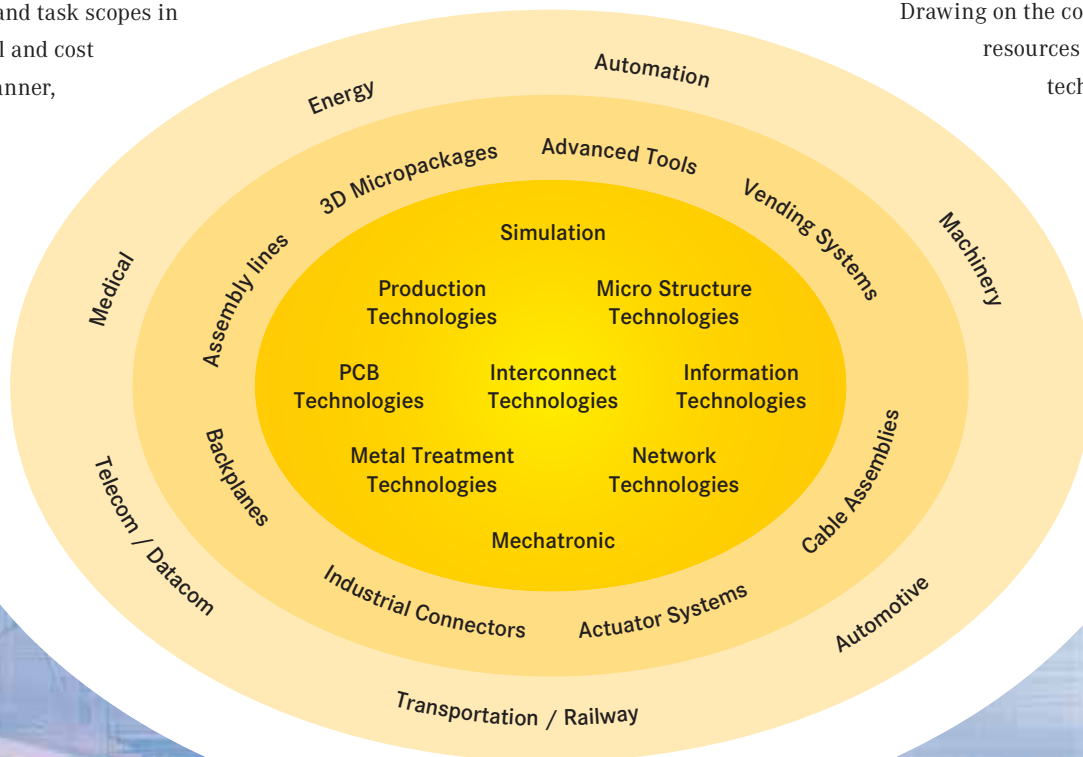 and task scopes in
l and cost
nner,
Drawing on the co
resources
tech
Energy
Automation
Machinery
Automotive
Transportation / Railway
Telecom / Datacom
Medical
3D Micropackages
Advanced Tools
Vending Systems
Cable Assemblies
Actuator Systems
Industrial Connectors
Backplanes
Assembly lines
Simulation
Production
Technologies
Micro Structure
Technologies
PCB
Technologies
Interconnect
Technologies
Information
Technologies
Metal Treatment
Technologies
Network
Technologies
Mechatronic